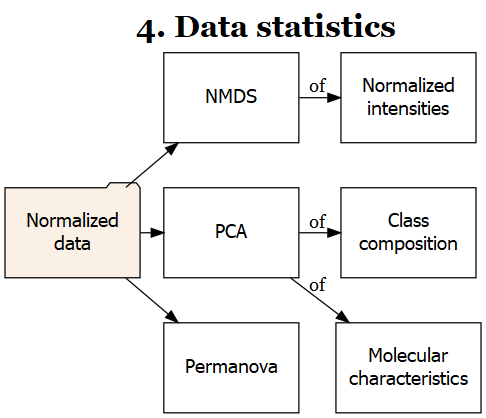 4. Data statistics
NMDS
of
Normalized
intensities
Normalized
data
PCA
of
Class
composition
of
Permanova
Molecular
characteristics